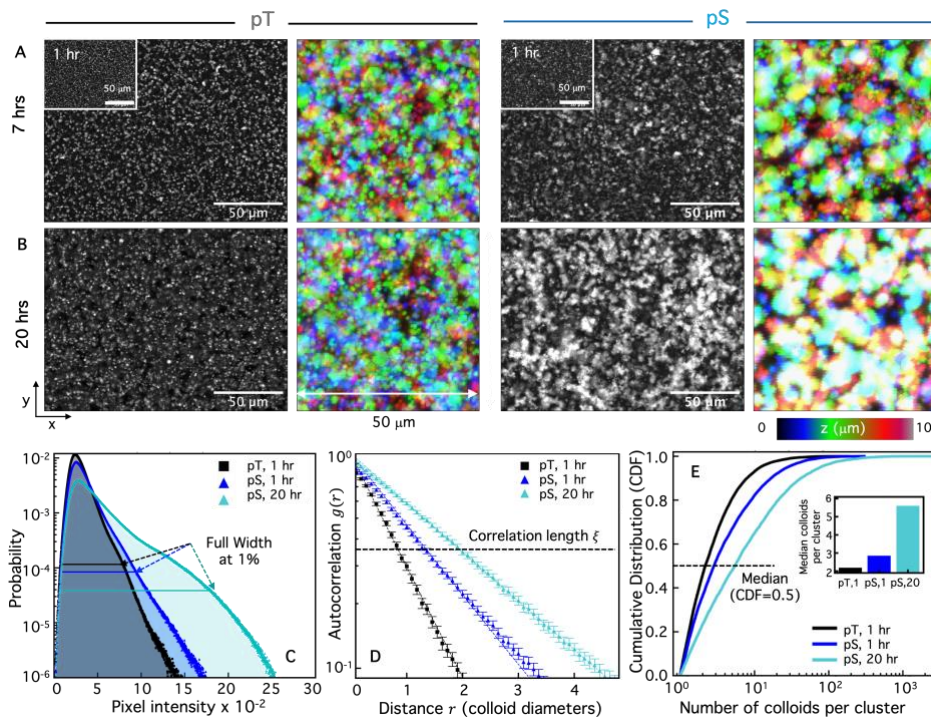 pT pS
A
7 hrs
1 hr
50 μm
50 μm
1 hr
50 μm
50 μm
B
20 hrs
y
x
50 μm
50 μm
50 μm
0 z (μm) 10
10⁻²
10⁻³
10⁻⁴
10⁻⁵
10⁻⁶
Probability
pT, 1 hr
pS, 1 hr
pS, 20 hr
Full Width
at 1%
C
0 5 10 15 20 25 30
Pixel intensity x 10⁻²
10⁰
10⁻¹
Autocorrelation g(r)
pT, 1 hr
pS, 1 hr
pS, 20 hr
Correlation length ξ
D
0 1 2 3 4
Distance r (colloid diameters)
Cumulative Distribution (CDF)
1.0
0.8
0.6
0.4
0.2
0.0
E
Median colloids
per cluster
6
5
4
3
2
pT,1 pS,1 pS,20
Median
(CDF=0.5)
pT, 1 hr
pS, 1 hr
pS, 20 hr
10⁰ 10¹ 10² 10³
Number of colloids per cluster